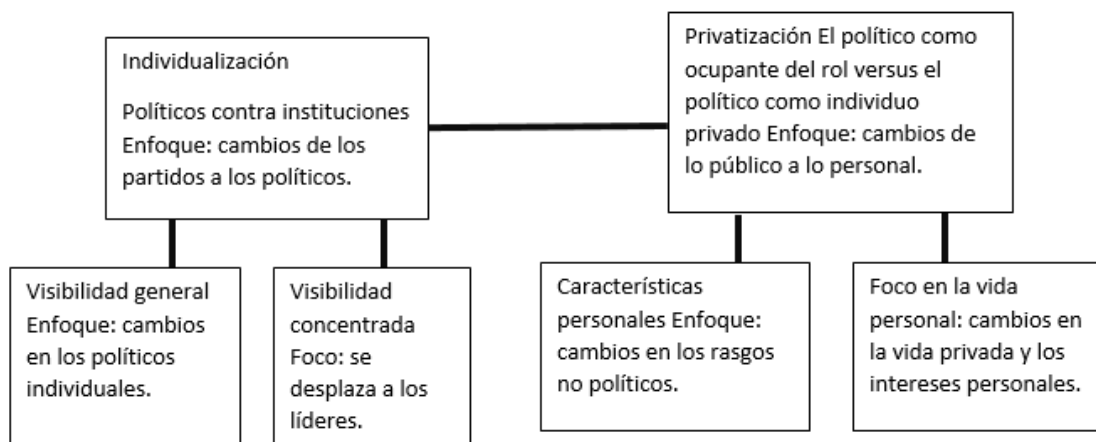 Individualización
Políticos contra instituciones
Enfoque: cambios de los
partidos a los políticos.
Privatización El político como
ocupante del rol versus el
político como individuo
privado Enfoque: cambios de
lo público a lo personal.
Visibilidad general
Enfoque: cambios
en los políticos
individuales.
Visibilidad
concentrada
Foco: se
desplaza a los
líderes.
Características
personales Enfoque:
cambios en los rasgos
no políticos.
Foco en la vida
personal: cambios en
la vida privada y los
intereses personales.